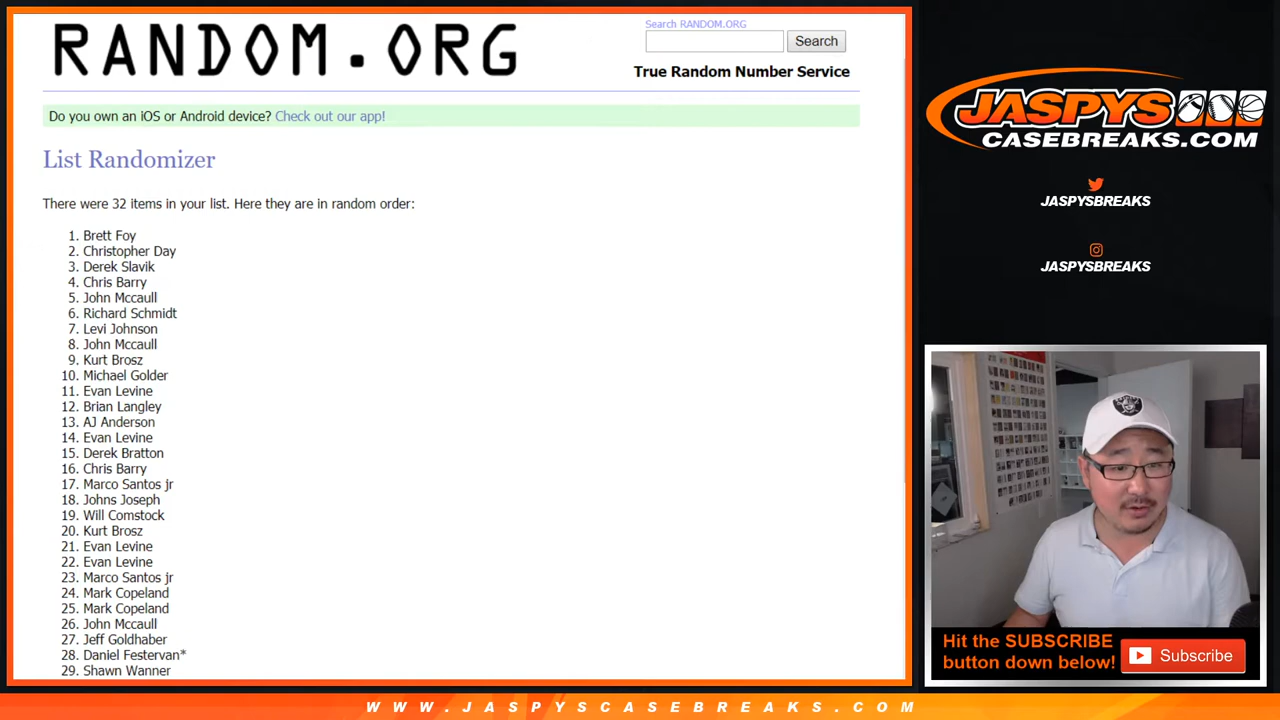 RANDOM.ORG
Search RANDOM.ORG
Search
True Random Number Service
Do you own an iOS or Android device? Check out our app!
List Randomizer
There were 32 items in your list. Here they are in random order:
1. Brett Foy
2. Christopher Day
3. Derek Slavik
4. Chris Barry
5. John Mccaull
6. Richard Schmidt
7. Levi Johnson
8. John Mccaull
9. Kurt Brosz
10. Michael Golder
11. Evan Levine
12. Brian Langley
13. AJ Anderson
14. Evan Levine
15. Derek Bratton
16. Chris Barry
17. Marco Santos jr
18. Johns Joseph
19. Will Comstock
20. Kurt Brosz
21. Evan Levine
22. Evan Levine
23. Marco Santos jr
24. Mark Copeland
25. Mark Copeland
26. John Mccaull
27. Jeff Goldhaber
28. Daniel Festervan*
29. Shawn Wanner
JASPYS
CASEBREAKS.COM
JASPYSBREAKS
JASPYSBREAKS
Hit the SUBSCRIBE
button down below!
Subscribe
WWW.JASPYSCASEBREAKS.COM